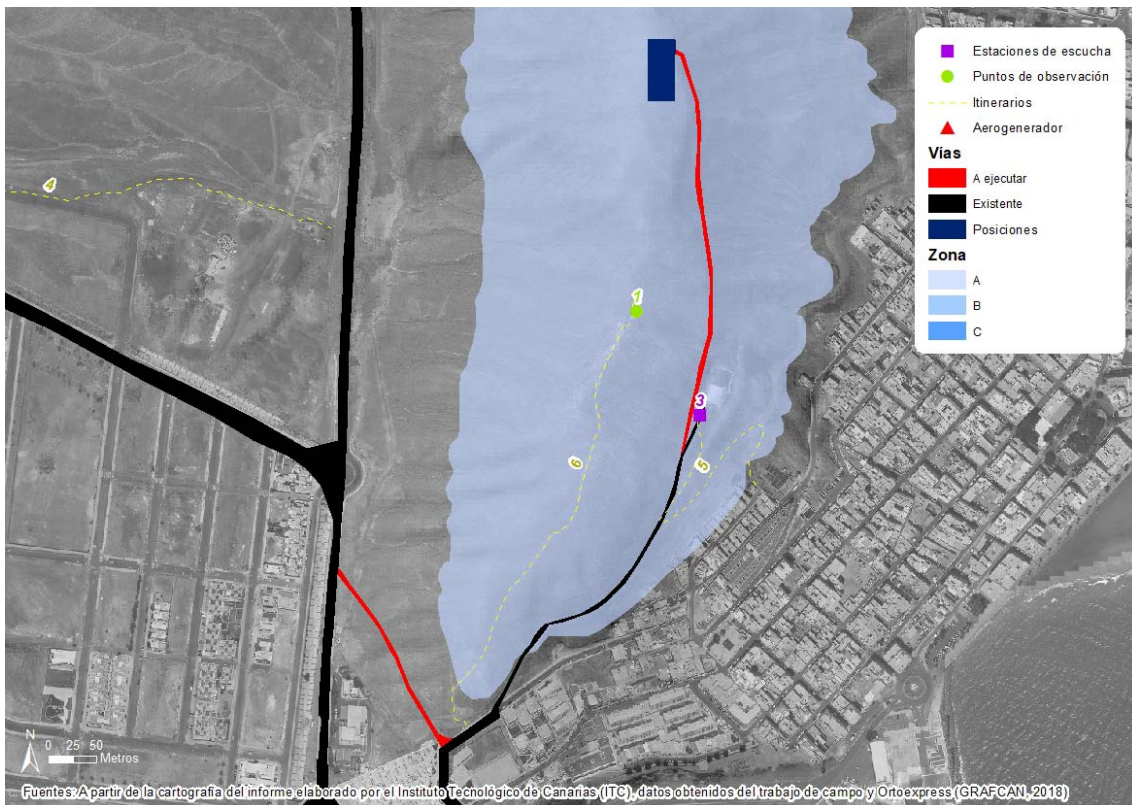 Estaciones de escucha
Puntos de observación
Itinerarios
Aerogenerador
Vías
A ejecutar
Existente
Posiciones
Zona
A
B
C
4
1
3
6
5
N
0 25 50
Metros
Fuentes: A partir de la cartografía del informe elaborado por el Instituto Tecnológico de Canarias (ITC), datos obtenidos del trabajo de campo y Ortoexpress (GRAFCAN, 2018)